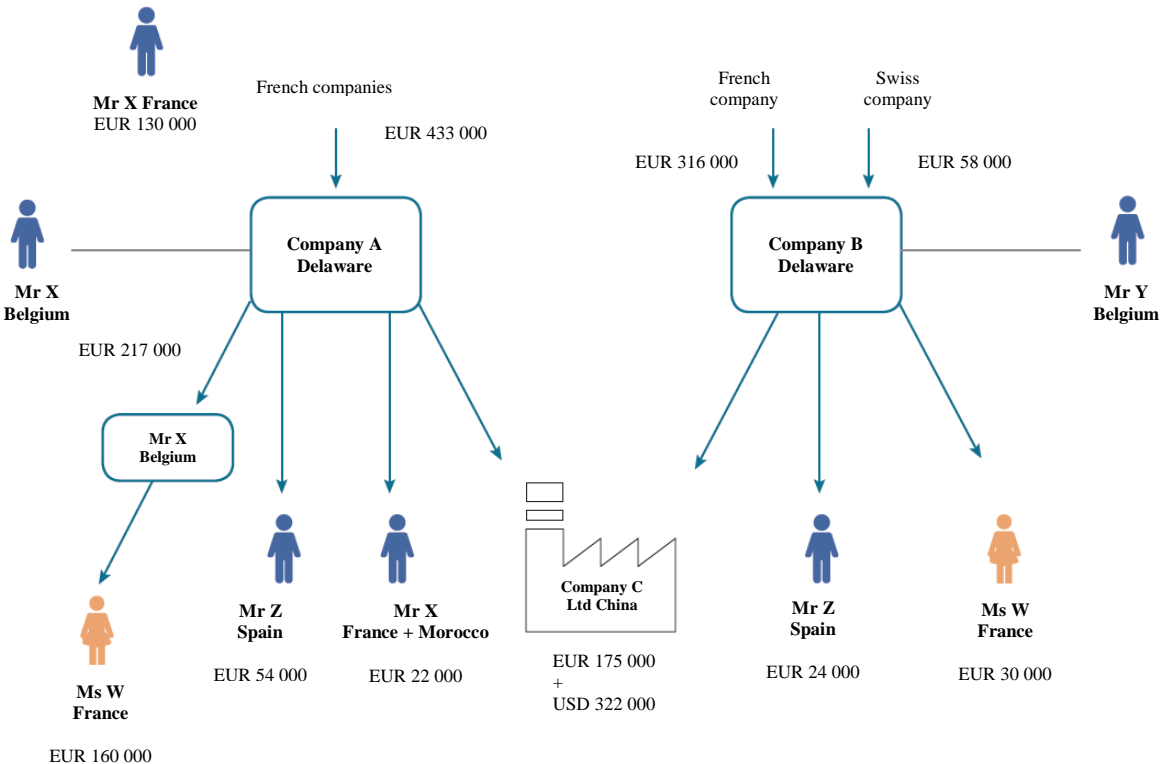 Mr X France
EUR 130 000
French companies
EUR 433 000
French
company
Swiss
company
EUR 316 000
EUR 58 000
Mr X
Belgium
Company A
Delaware
Company B
Delaware
Mr Y
Belgium
EUR 217 000
Mr X
Belgium
Ms W
France
EUR 160 000
Mr Z
Spain
EUR 54 000
Mr X
France + Morocco
EUR 22 000
Company C
Ltd China
EUR 175 000
+
USD 322 000
Mr Z
Spain
EUR 24 000
Ms W
France
EUR 30 000